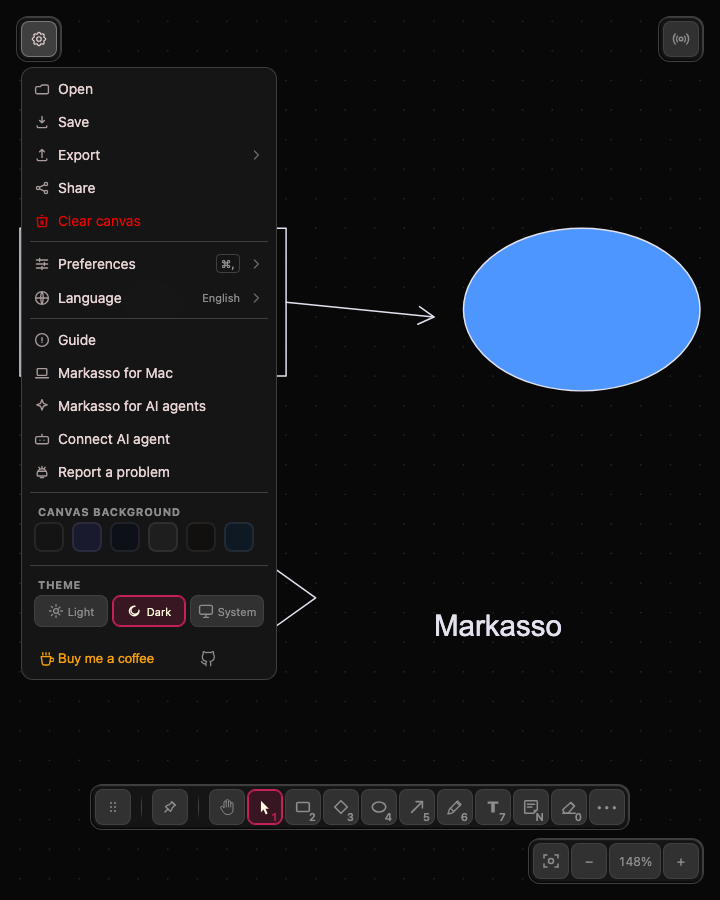 Open
Save
Export
Share
Clear canvas
Preferences ⌘,
Language English
Guide
Markasso for Mac
Markasso for AI agents
Connect AI agent
Report a problem
CANVAS BACKGROUND
THEME
Light Dark System
Buy me a coffee
Markasso
1 2 3 4 5 6 T 7 N 0
− 148% +